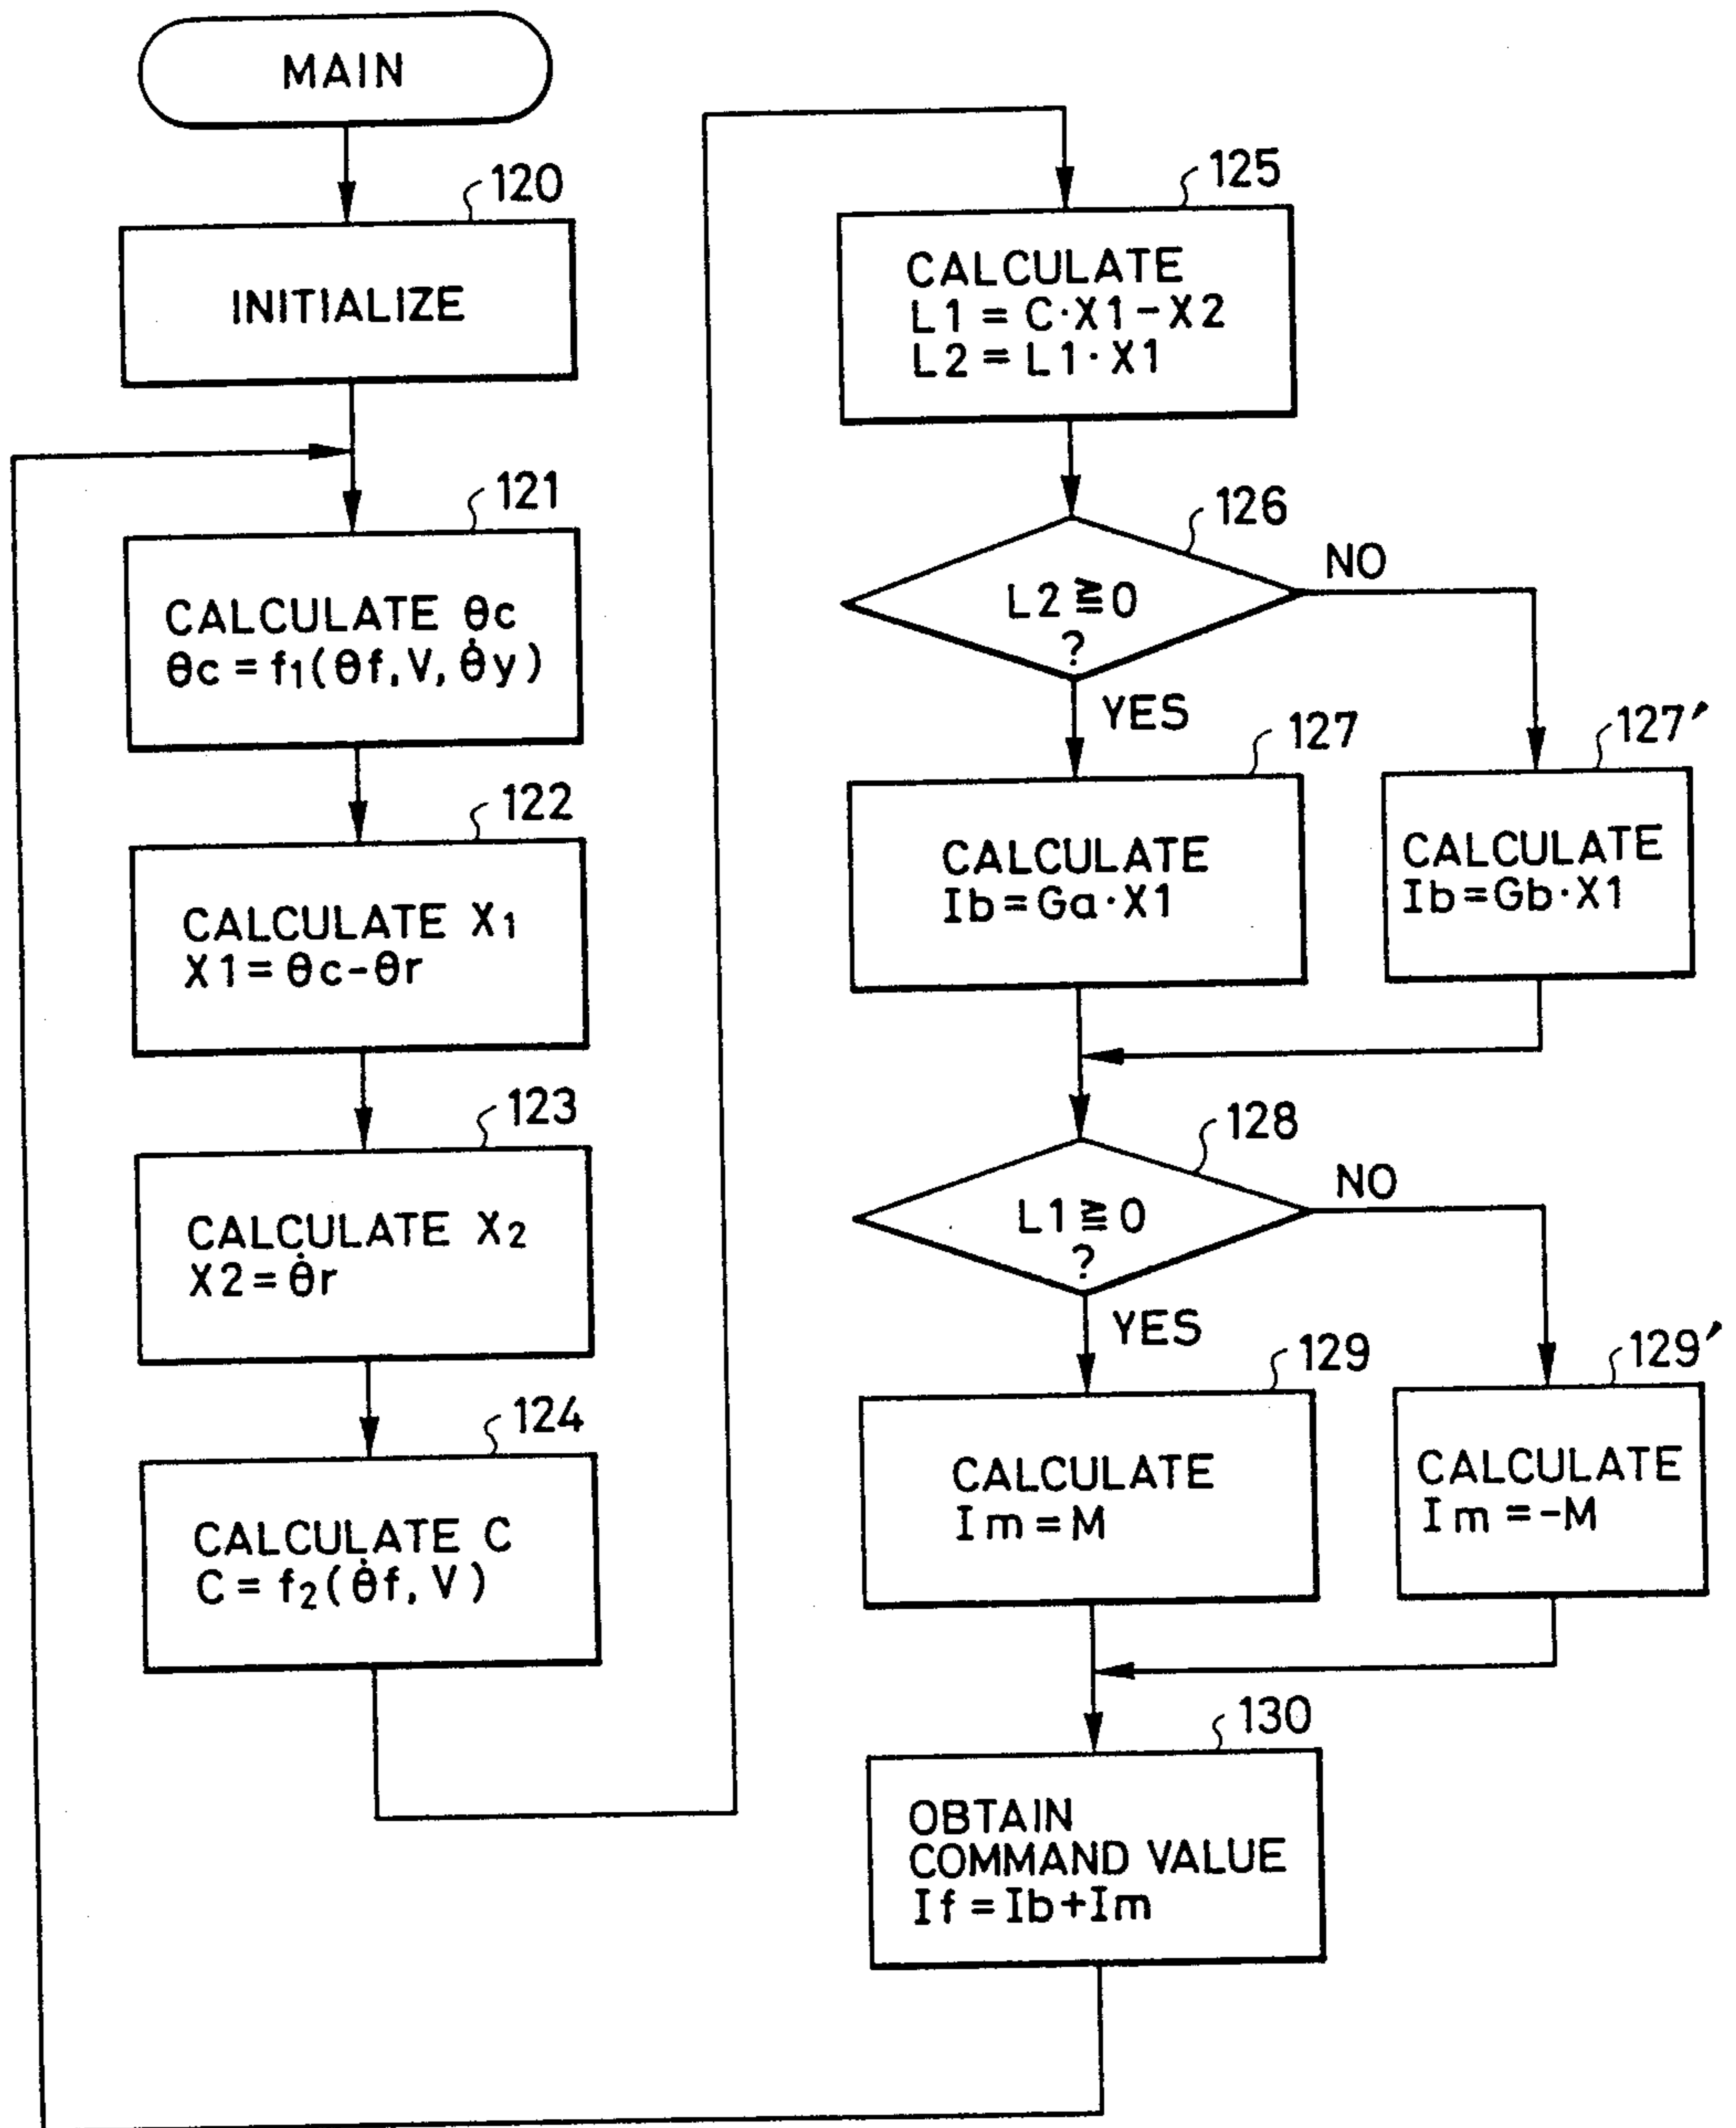 MAIN
120
INITIALIZE
121
CALCULATE θc
θc = f₁(θf, V, θ̇y)
122
CALCULATE X₁
X1 = θc-θr
123
CALCULATE X₂
X2 = θ̇r
124
CALCULATE C
C = f₂(θ̇f, V)
125
CALCULATE
L1 = C·X1-X2
L2 = L1·X1
126
L2 ≧ 0
?
NO
YES
127
CALCULATE
Ib = Ga·X1
127'
CALCULATE
Ib = Gb·X1
128
L1 ≧ 0
?
NO
YES
129
CALCULATE
Im = M
129'
CALCULATE
Im = -M
130
OBTAIN
COMMAND VALUE
If = Ib+Im